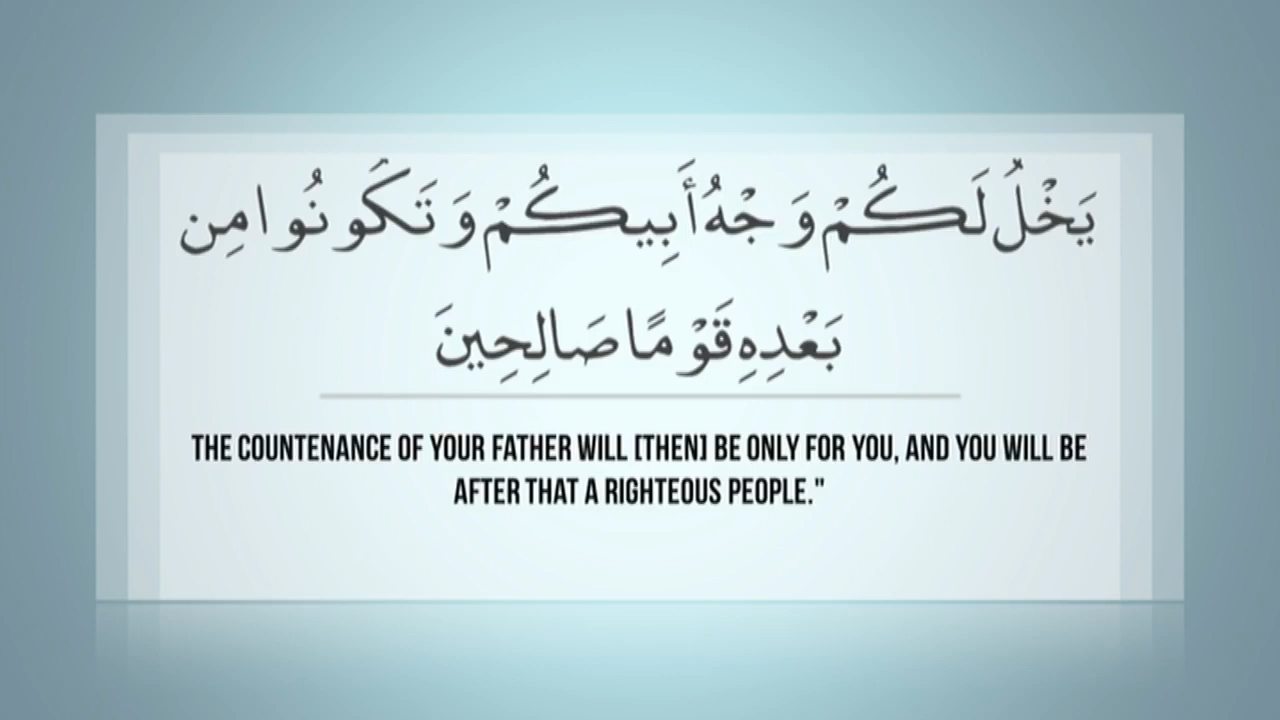 يَخْلُ لَكُمْ وَجْهُ أَبِيكُمْ وَتَكُونُوا مِن
بَعْدِهِ قَوْمًا صَالِحِينَ
THE COUNTENANCE OF YOUR FATHER WILL [THEN] BE ONLY FOR YOU, AND YOU WILL BE
AFTER THAT A RIGHTEOUS PEOPLE."